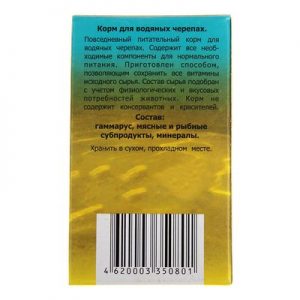 Корм для водяных черепах.
Повседневный питательный корм для
водяных черепах. Содержит все необ-
ходимые компоненты для нормального
питания. Приготовлен способом,
позволяющим сохранить все витамины
исходного сырья. Состав сырья подобран
с учетом физиологических и вкусовых
потребностей животных. Корм не
содержит консервантов и красителей.
Состав:
гаммарус, мясные и рыбные
субпродукты, минералы.
Хранить в сухом, прохладном месте.
4 620003 350801